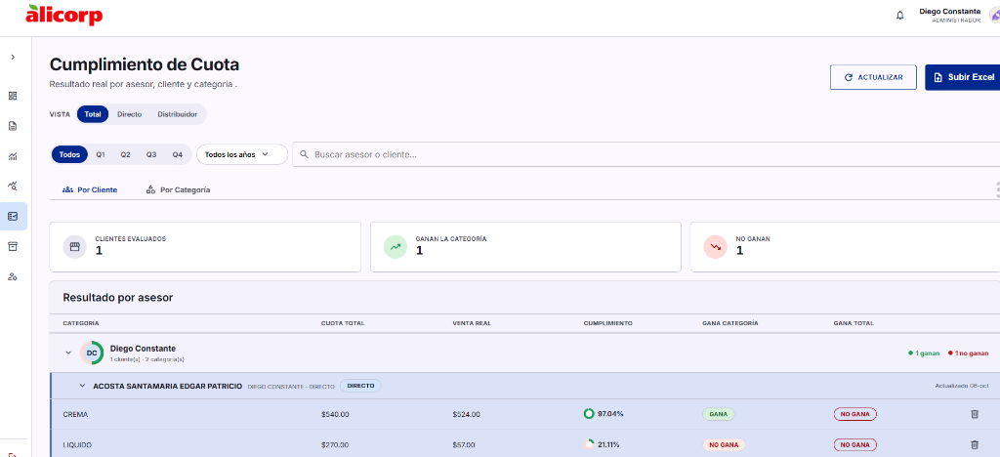 alicorp
Diego Constante
ADMINISTRADOR
Cumplimiento de Cuota
Resultado real por asesor, cliente y categoría .
ACTUALIZAR
Subir Excel
VISTA Total Directo Distribuidor
Todos Q1 Q2 Q3 Q4 Todos los años Buscar asesor o cliente...
Por Cliente Por Categoría
CLIENTES EVALUADOS
1
GANAN LA CATEGORÍA
1
NO GANAN
1
Resultado por asesor
CATEGORÍA CUOTA TOTAL VENTA REAL CUMPLIMIENTO GANA CATEGORÍA GANA TOTAL
DC Diego Constante
1 cliente(s) · 2 categoría(s)
1 ganan 1 no ganan
ACOSTA SANTAMARIA EDGAR PATRICIO DIEGO CONSTANTE · DIRECTO DIRECTO Actualizado 06-oct
CREMA $540.00 $524.00 97.04% GANA NO GANA
LIQUIDO $270.00 $57.00 21.11% NO GANA NO GANA